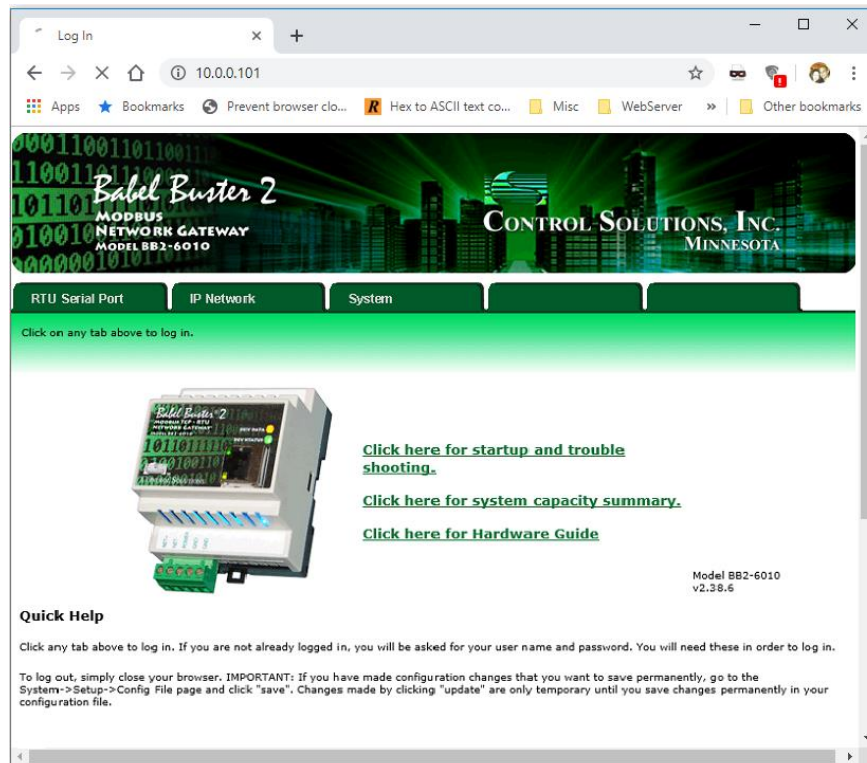 Log In
10.0.0.101
Apps Bookmarks Prevent browser clo... Hex to ASCII text co... Misc WebServer » Other bookmarks
Babel Buster 2
MODBUS
NETWORK GATEWAY
MODEL BB2-6010
CONTROL SOLUTIONS, INC.
MINNESOTA
RTU Serial Port IP Network System
Click on any tab above to log in.
Babel Buster 2
MODBUS TCP - RTU
NETWORK GATEWAY
Click here for startup and trouble
shooting.
Click here for system capacity summary.
Click here for Hardware Guide
Model BB2-6010
v2.38.6
Quick Help
Click any tab above to log in. If you are not already logged in, you will be asked for your user name and password. You will need these in order to log in.
To log out, simply close your browser. IMPORTANT: If you have made configuration changes that you want to save permanently, go to the
System->Setup->Config File page and click "save". Changes made by clicking "update" are only temporary until you save changes permanently in your
configuration file.